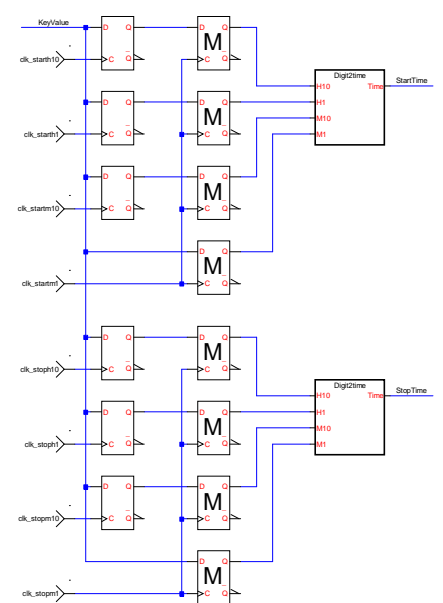 KeyValue
D Q D Q
M
clk_starth10 C Q C Q
Digit2time StartTime
H10 Time
D Q D Q H1
M M10
clk_starth1 C Q C Q M1
D Q D Q
M
clk_startm10 C Q C Q
D Q
M
clk_startm1 C Q
D Q D Q
M
clk_stoph10 C Q C Q
Digit2time StopTime
H10 Time
D Q D Q H1
M M10
clk_stoph1 C Q C Q M1
D Q D Q
M
clk_stopm10 C Q C Q
D Q
M
clk_stopm1 C Q